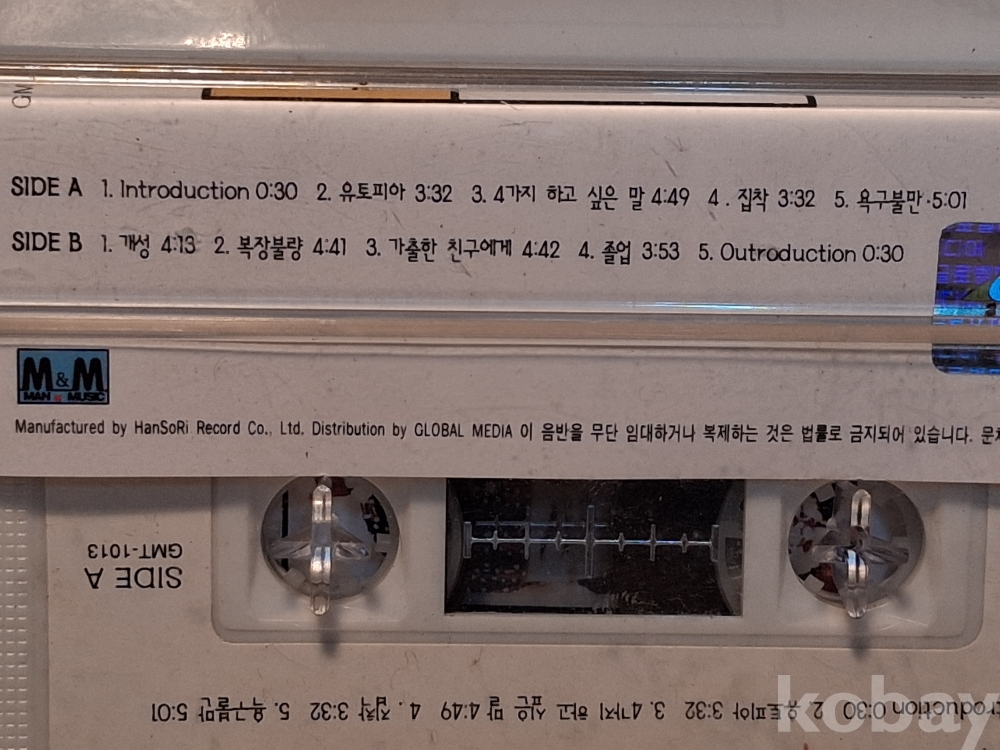 GM
SIDE A 1. Introduction 0:30 2. 유토피아 3:32 3. 4가지 하고 싶은 말 4:49 4 . 집착 3:32 5. 욕구불만·5:01
SIDE B 1. 개성 4:13 2. 복장불량 4:41 3. 가출한 친구에게 4:42 4. 졸업 3:53 5. Outroduction 0:30
M&M
MAN & MUSIC
Manufactured by HanSoRi Record Co., Ltd. Distribution by GLOBAL MEDIA 이 음반을 무단 임대하거나 복제하는 것은 법률로 금지되어 있습니다. 문
GMT-1013
SIDE A
roduction 0:30 2. 유토피아 3:32 3. 4가지 하고 싶은 말 4:49 4 . 집착 3:32 5. 욕구불만 5:01
kobay